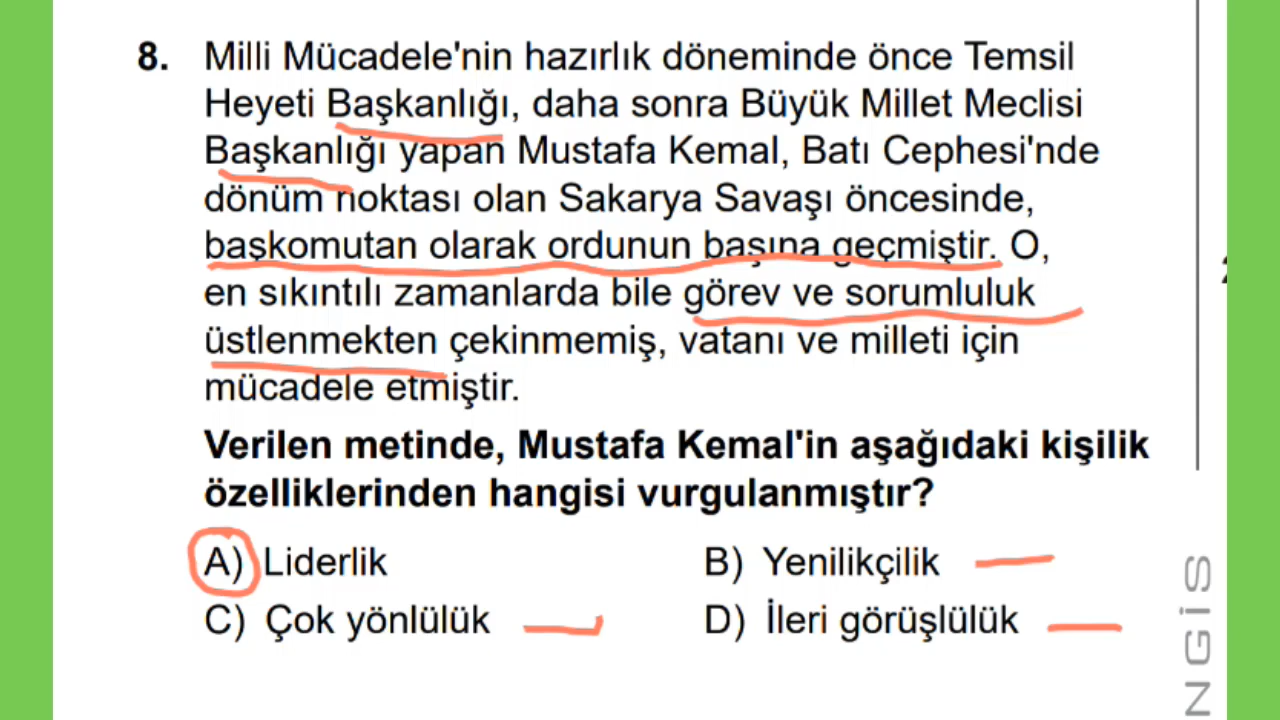 8. Milli Mücadele'nin hazırlık döneminde önce Temsil
Heyeti Başkanlığı, daha sonra Büyük Millet Meclisi
Başkanlığı yapan Mustafa Kemal, Batı Cephesi'nde
dönüm noktası olan Sakarya Savaşı öncesinde,
başkomutan olarak ordunun başına geçmiştir. O,
en sıkıntılı zamanlarda bile görev ve sorumluluk
üstlenmekten çekinmemiş, vatanı ve milleti için
mücadele etmiştir.
Verilen metinde, Mustafa Kemal'in aşağıdaki kişilik
özelliklerinden hangisi vurgulanmıştır?
A) Liderlik B) Yenilikçilik
C) Çok yönlülük D) İleri görüşlülük
NGİS